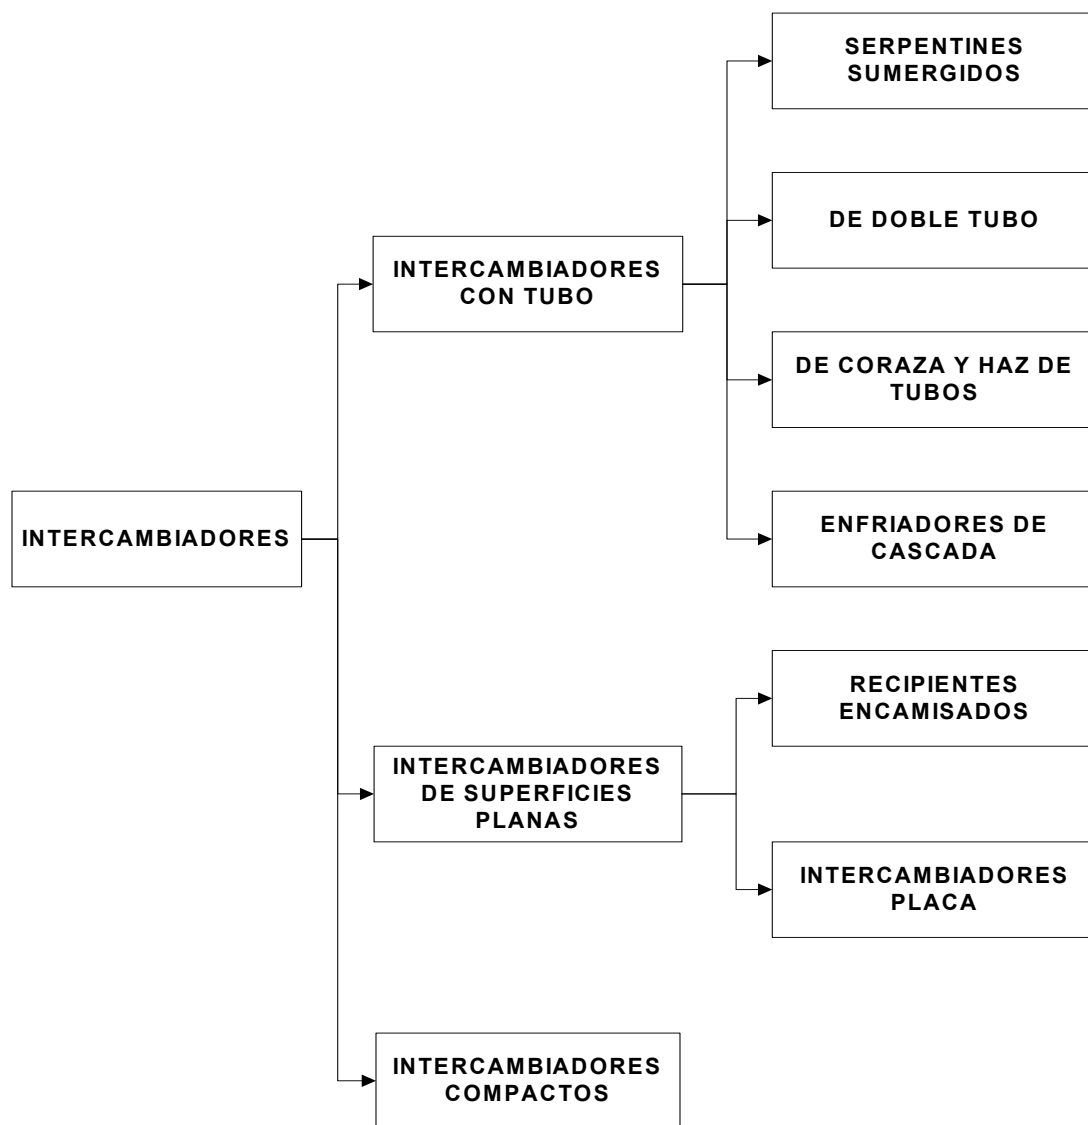 SERPENTINES
SUMERGIDOS
DE DOBLE TUBO
INTERCAMBIADORES
CON TUBO
DE CORAZA Y HAZ DE
TUBOS
INTERCAMBIADORES
ENFRIADORES DE
CASCADA
RECIPIENTES
ENCAMISADOS
INTERCAMBIADORES
DE SUPERFICIES
PLANAS
INTERCAMBIADORES
PLACA
INTERCAMBIADORES
COMPACTOS